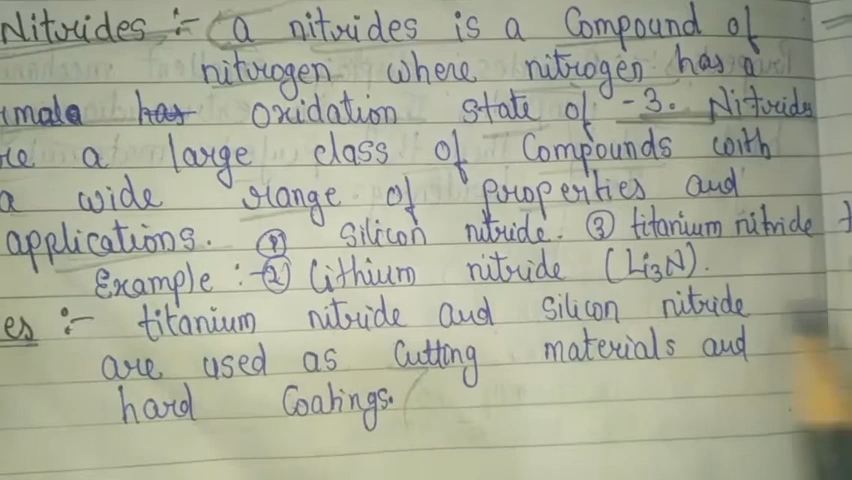 Nitrides :- (a nitrides is a Compound of
nitrogen where nitrogen has a
oxidation state of -3. Nitrides
a large class of Compounds with
a wide range of properties and
applications. ① Silicon nitride. ③ titanium nitride
Example :- ② Lithium nitride (Li3N).
es :- titanium nitride and silicon nitride
are used as Cutting materials and
hard Coatings.